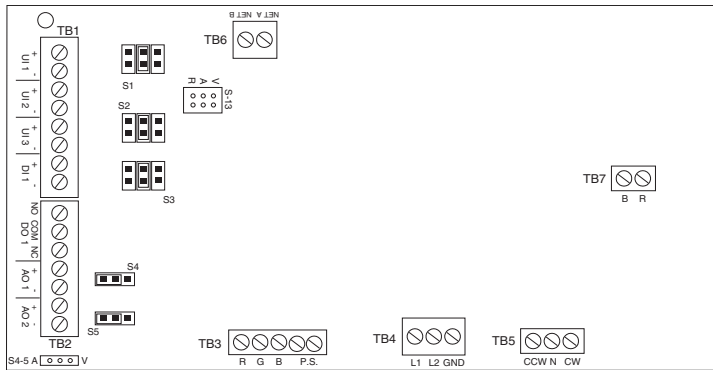 TB1
+
UI 1
-
+
UI 2
-
+
UI 3
-
+
DI 1
-
NO COM NC
DO 1
+
AO 1
-
+
AO 2
-
TB2
S4-5 A V
S1
S2
S3
S4
S5
R A V
S-13
NET B NET A
TB6
TB7
B R
TB3
R G B P.S.
TB4
L1 L2 GND
TB5
CCW N CW